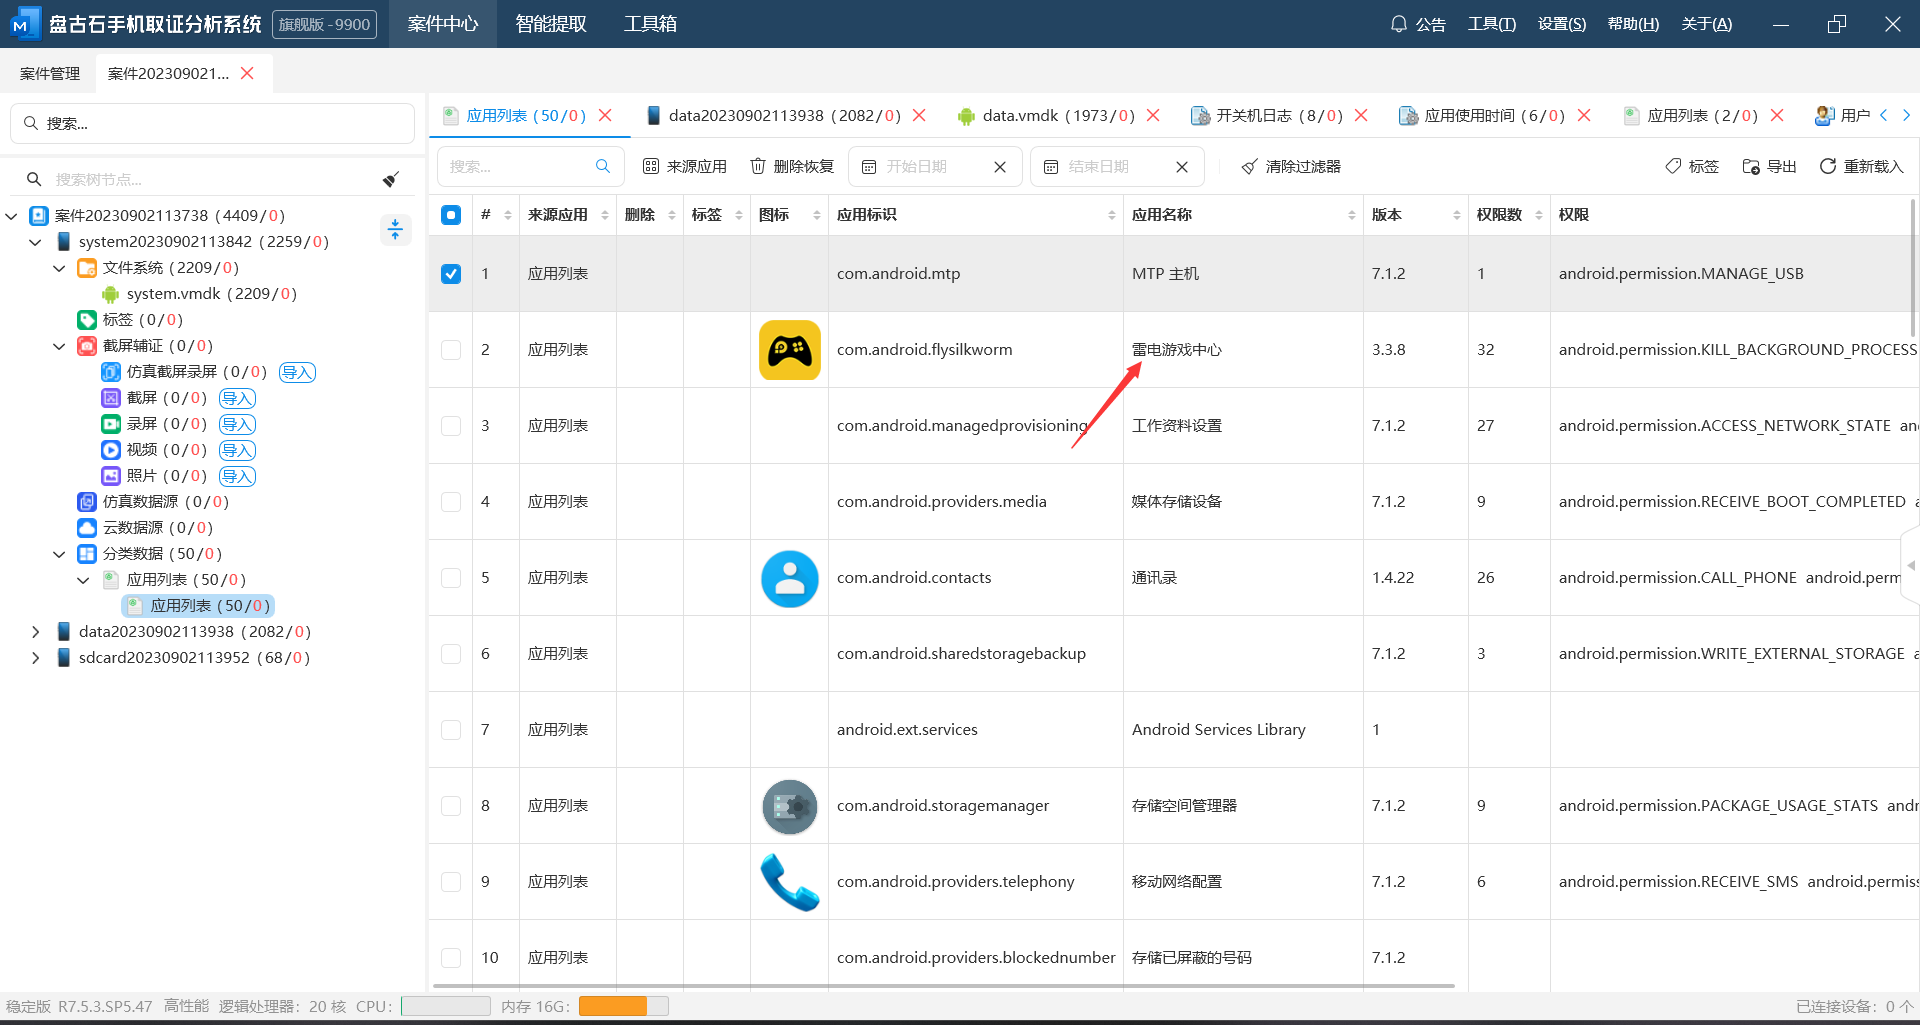 盘古石手机取证分析系统 旗舰版 - 9900 案件中心 智能提取 工具箱 公告 工具(T) 设置(S) 帮助(H) 关于(A)
案件管理 案件202309021...
搜索...
搜索树节点...
案件20230902113738 (4409/0)
system20230902113842 (2259/0)
文件系统 (2209/0)
system.vmdk (2209/0)
标签 (0/0)
截屏辅证 (0/0)
仿真截屏录屏 (0/0) 导入
截屏 (0/0) 导入
录屏 (0/0) 导入
视频 (0/0) 导入
照片 (0/0) 导入
仿真数据源 (0/0)
云数据源 (0/0)
分类数据 (50/0)
应用列表 (50/0)
应用列表 (50/0)
data20230902113938 (2082/0)
sdcard20230902113952 (68/0)
应用列表 (50/0) data20230902113938 (2082/0) data.vmdk (1973/0) 开关机日志 (8/0) 应用使用时间 (6/0) 应用列表 (2/0) 用户
搜索... 来源应用 删除恢复 开始日期 结束日期 清除过滤器 标签 导出 重新载入
# 来源应用 删除 标签 图标 应用标识 应用名称 版本 权限数 权限
1 应用列表 com.android.mtp MTP 主机 7.1.2 1 android.permission.MANAGE_USB
2 应用列表 com.android.flysilkworm 雷电游戏中心 3.3.8 32 android.permission.KILL_BACKGROUND_PROCESS
3 应用列表 com.android.managedprovisioning 工作资料设置 7.1.2 27 android.permission.ACCESS_NETWORK_STATE an
4 应用列表 com.android.providers.media 媒体存储设备 7.1.2 9 android.permission.RECEIVE_BOOT_COMPLETED a
5 应用列表 com.android.contacts 通讯录 1.4.22 26 android.permission.CALL_PHONE android.perm
6 应用列表 com.android.sharedstoragebackup 7.1.2 3 android.permission.WRITE_EXTERNAL_STORAGE a
7 应用列表 android.ext.services Android Services Library 1
8 应用列表 com.android.storagemanager 存储空间管理器 7.1.2 9 android.permission.PACKAGE_USAGE_STATS andr
9 应用列表 com.android.providers.telephony 移动网络配置 7.1.2 6 android.permission.RECEIVE_SMS android.permiss
10 应用列表 com.android.providers.blockednumber 存储已屏蔽的号码 7.1.2
稳定版 R7.5.3.SP5.47 高性能 逻辑处理器: 20 核 CPU: 内存 16G: 已连接设备: 0 个